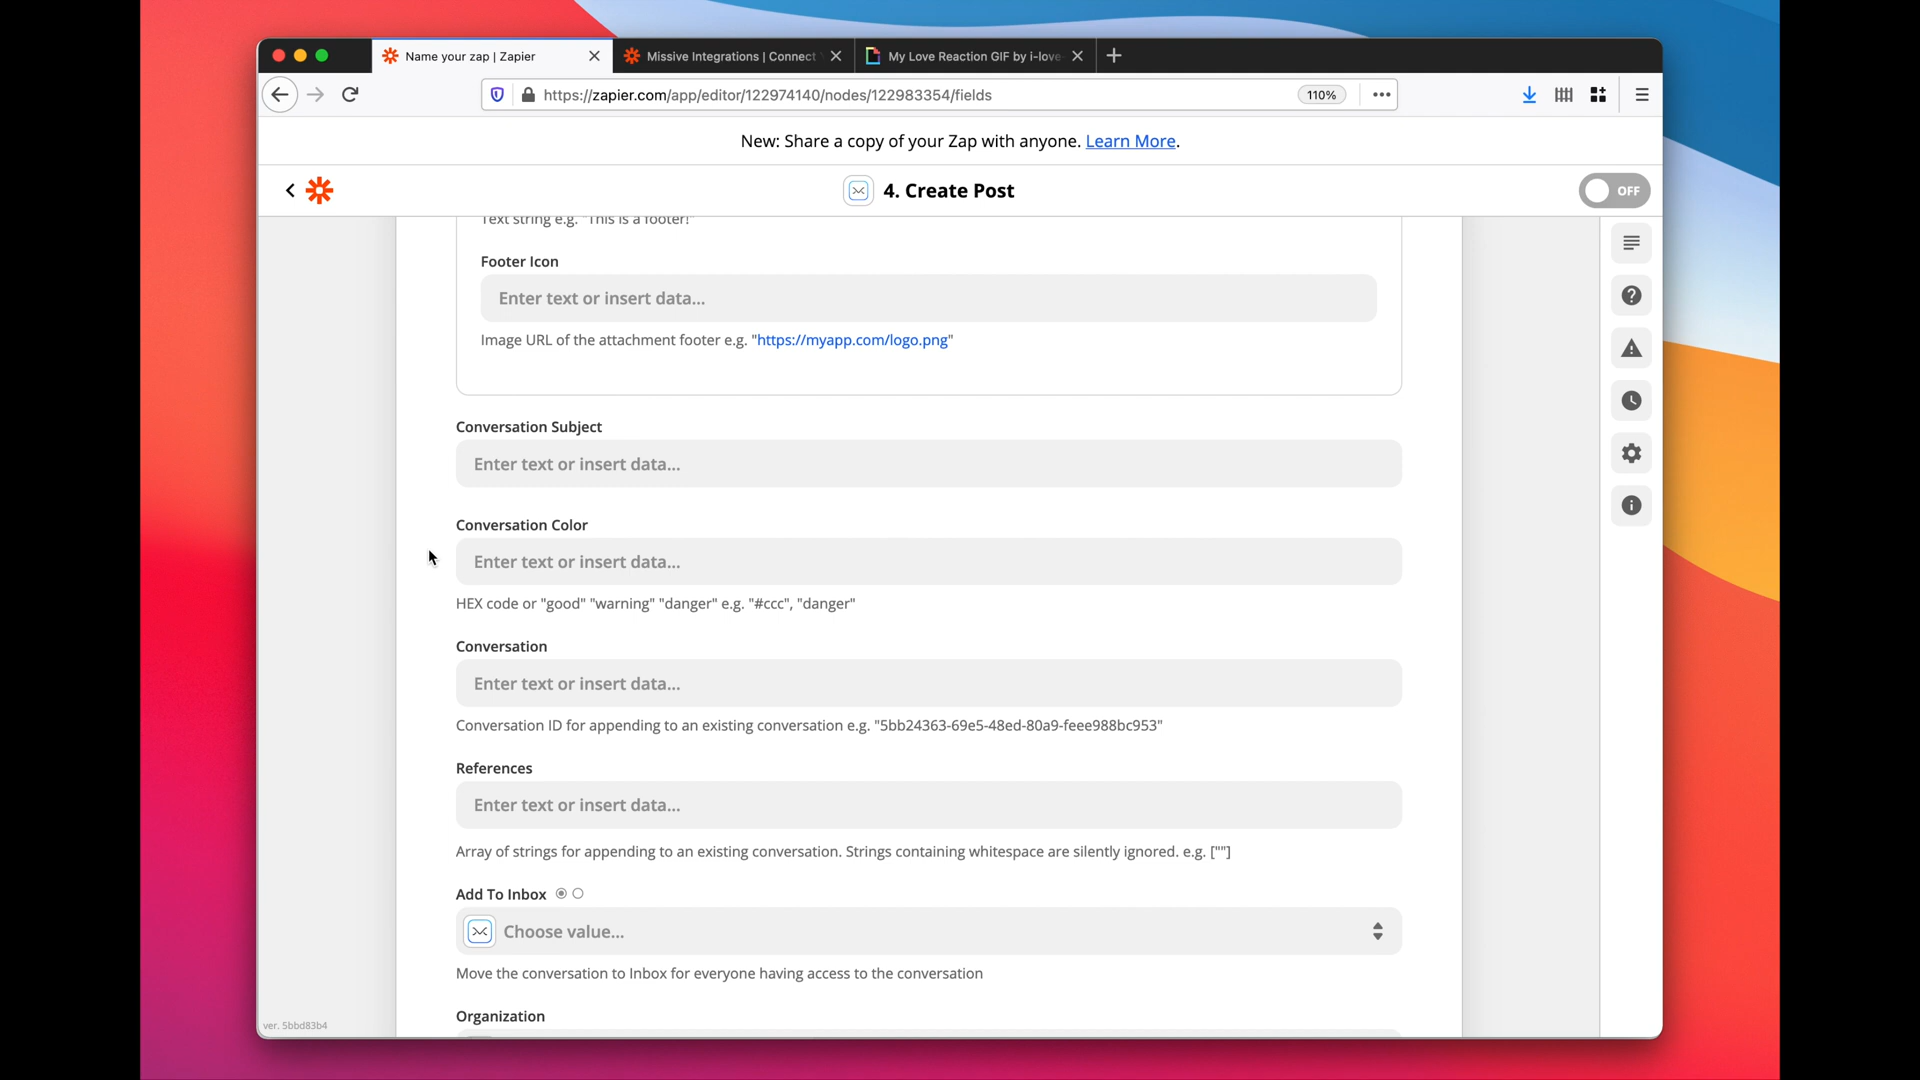 Name your zap | Zapier
Missive Integrations | Connect
My Love Reaction GIF by i-love
https://zapier.com/app/editor/122974140/nodes/122983354/fields
110%
New: Share a copy of your Zap with anyone. Learn More.
4. Create Post
OFF
Text string e.g. "This is a footer!"
Footer Icon
Enter text or insert data...
Image URL of the attachment footer e.g. "https://myapp.com/logo.png"
Conversation Subject
Enter text or insert data...
Conversation Color
Enter text or insert data...
HEX code or "good" "warning" "danger" e.g. "#ccc", "danger"
Conversation
Enter text or insert data...
Conversation ID for appending to an existing conversation e.g. "5bb24363-69e5-48ed-80a9-feee988bc953"
References
Enter text or insert data...
Array of strings for appending to an existing conversation. Strings containing whitespace are silently ignored. e.g. [""]
Add To Inbox
Choose value...
Move the conversation to Inbox for everyone having access to the conversation
Organization
ver. 5bbd83b4